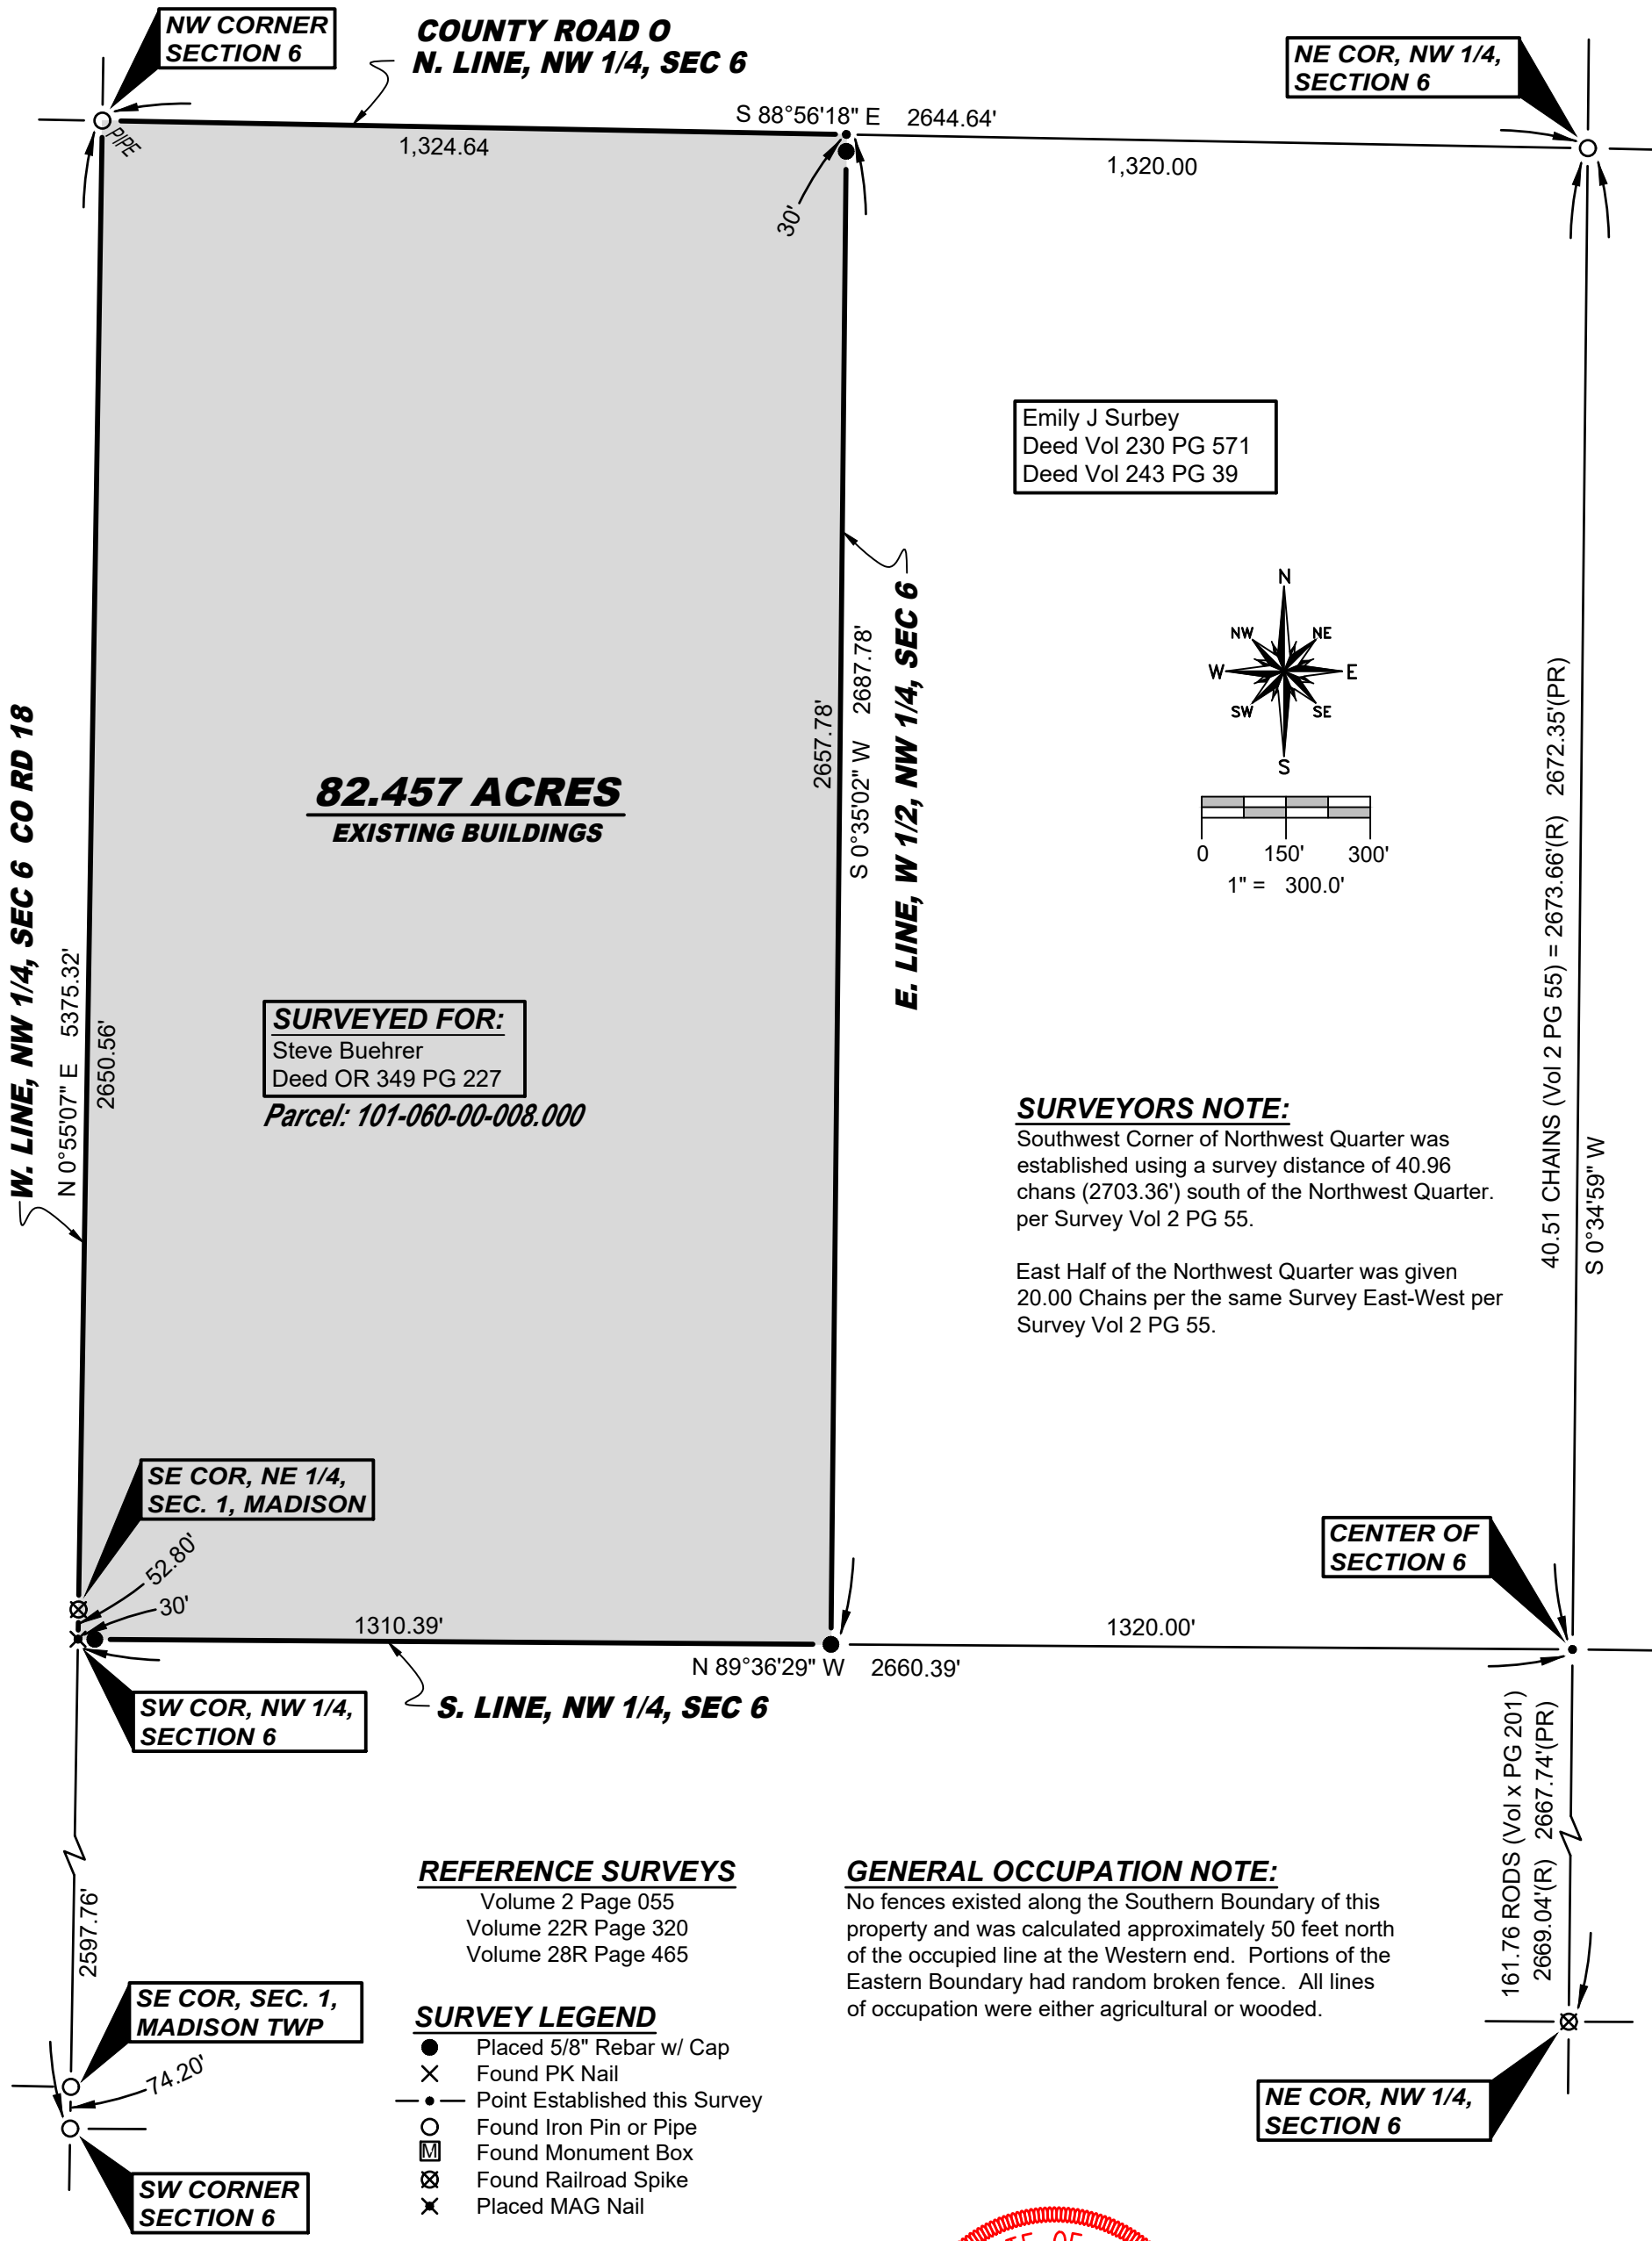 NW CORNER
SECTION 6
COUNTY ROAD O
N. LINE, NW 1/4, SEC 6
NE COR, NW 1/4,
SECTION 6
S 88°56'18" E 2644.64'
PIPE
1,324.64
1,320.00
30'
Emily J Surbey
Deed Vol 230 PG 571
Deed Vol 243 PG 39
N
NW NE
W E
SW SE
S
0 150' 300'
1" = 300.0'
E. LINE, W 1/2, NW 1/4, SEC 6
S 0°35'02" W 2687.78'
2657.78'
82.457 ACRES
EXISTING BUILDINGS
W. LINE, NW 1/4, SEC 6 CO RD 18
N 0°55'07" E 5375.32'
2650.56'
SURVEYED FOR:
Steve Buehrer
Deed OR 349 PG 227
Parcel: 101-060-00-008.000
40.51 CHAINS (Vol 2 PG 55) = 2673.66'(R) 2672.35'(PR)
S 0°34'59" W
SURVEYORS NOTE:
Southwest Corner of Northwest Quarter was
established using a survey distance of 40.96
chans (2703.36') south of the Northwest Quarter.
per Survey Vol 2 PG 55.
East Half of the Northwest Quarter was given
20.00 Chains per the same Survey East-West per
Survey Vol 2 PG 55.
SE COR, NE 1/4,
SEC. 1, MADISON
52.80'
30'
CENTER OF
SECTION 6
1310.39'
1320.00'
N 89°36'29" W 2660.39'
SW COR, NW 1/4,
SECTION 6
S. LINE, NW 1/4, SEC 6
161.76 RODS (Vol x PG 201)
2669.04'(R) 2667.74'(PR)
2597.76'
REFERENCE SURVEYS
Volume 2 Page 055
Volume 22R Page 320
Volume 28R Page 465
GENERAL OCCUPATION NOTE:
No fences existed along the Southern Boundary of this
property and was calculated approximately 50 feet north
of the occupied line at the Western end. Portions of the
Eastern Boundary had random broken fence. All lines
of occupation were either agricultural or wooded.
SE COR, SEC. 1,
MADISON TWP
74.20'
SURVEY LEGEND
Placed 5/8" Rebar w/ Cap
Found PK Nail
Point Established this Survey
Found Iron Pin or Pipe
M Found Monument Box
Found Railroad Spike
Placed MAG Nail
NE COR, NW 1/4,
SECTION 6
SW CORNER
SECTION 6
OF